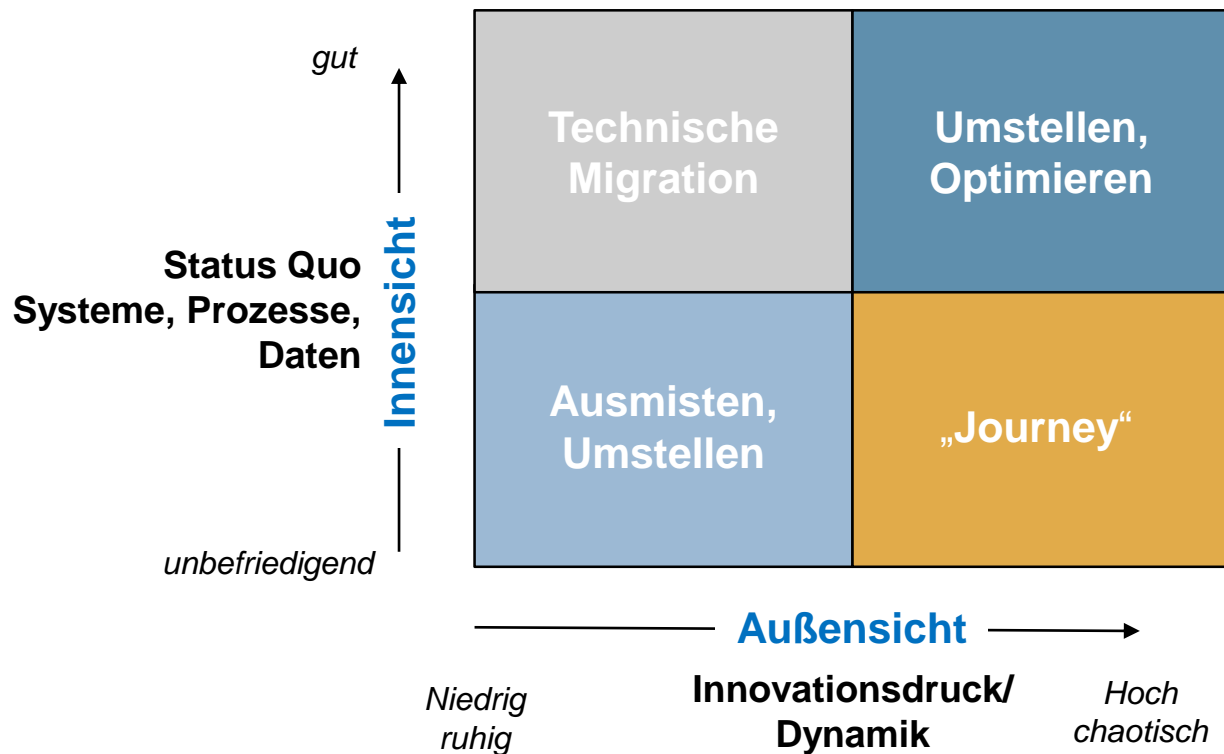 gut
Technische
Migration
Umstellen,
Optimieren
Status Quo
Systeme, Prozesse,
Daten
Innensicht
Ausmisten,
Umstellen
„Journey“
unbefriedigend
Außensicht
Niedrig
ruhig
Innovationsdruck/
Dynamik
Hoch
chaotisch